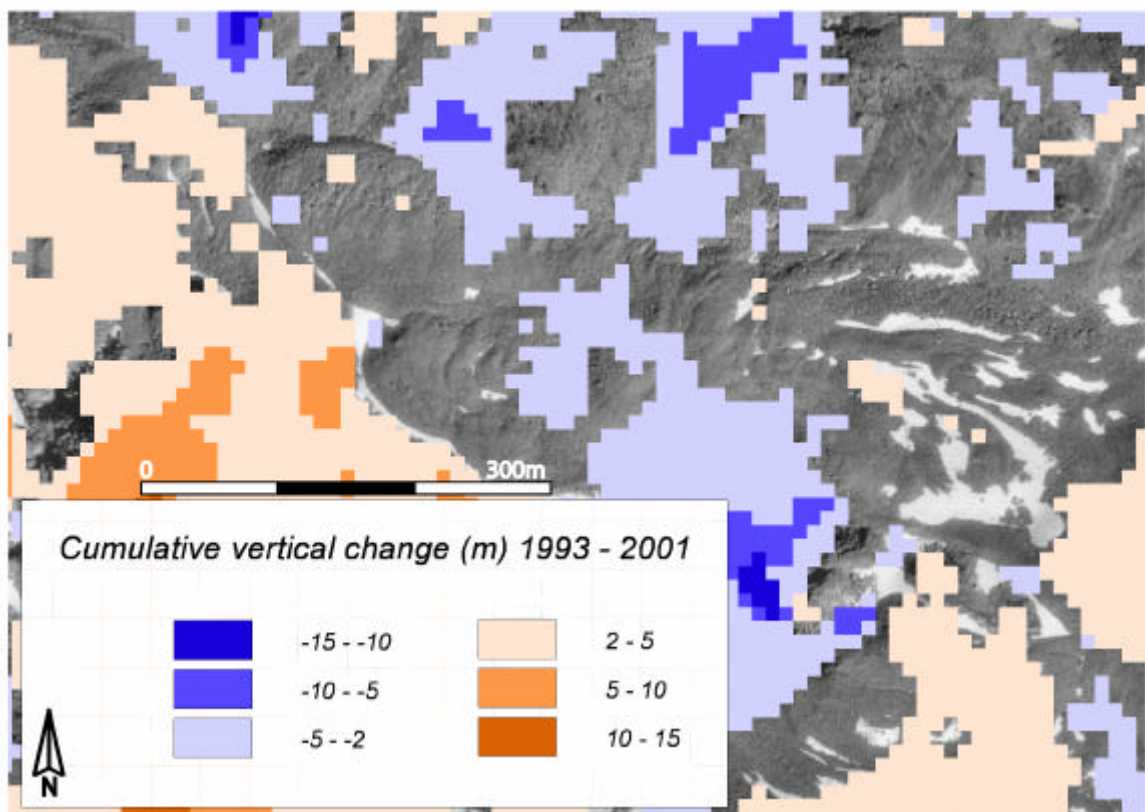 0 300m
Cumulative vertical change (m) 1993 - 2001
-15 - -10 2 - 5
-10 - -5 5 - 10
-5 - -2 10 - 15
N